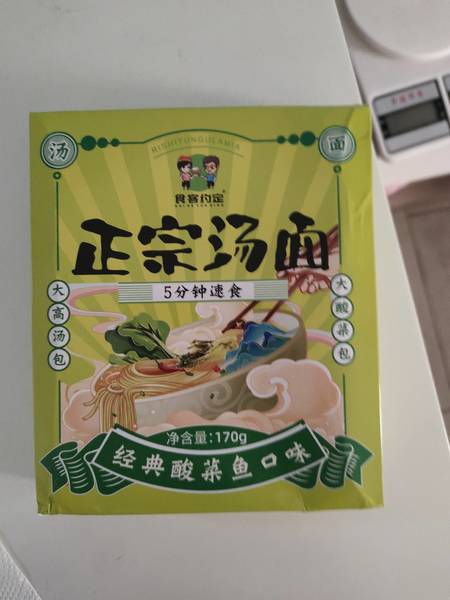 汤
面
RISHITUNGULAMIA
食客约定
正宗汤面
5分钟速食
大高汤包
大酸菜包
净含量:170g
经典酸菜鱼口味